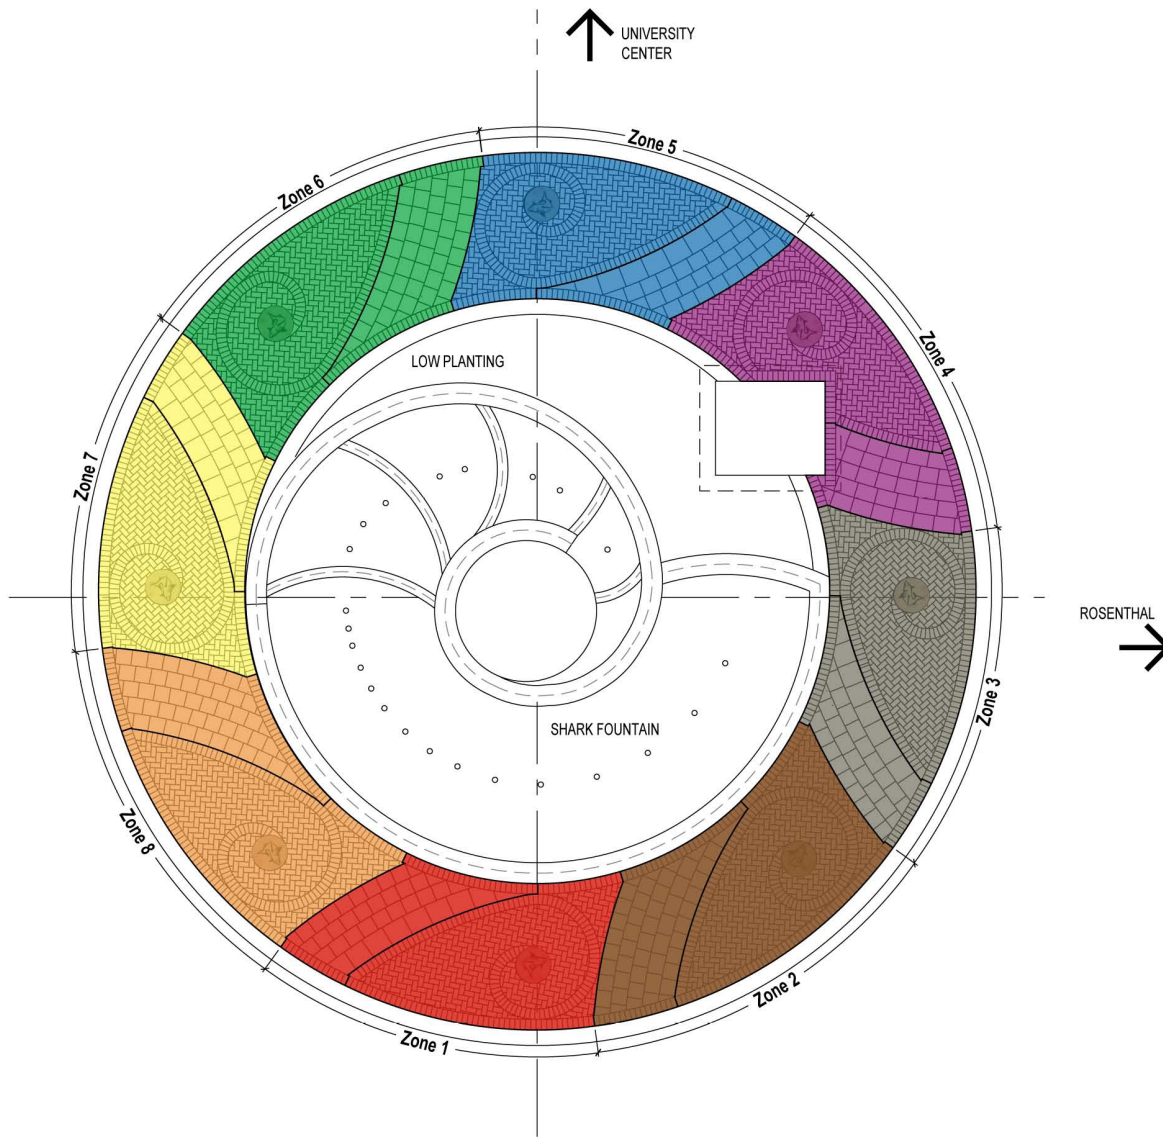 UNIVERSITY
CENTER
Zone 5
Zone 6
Zone 4
LOW PLANTING
Zone 7
ROSENTHAL
Zone 3
SHARK FOUNTAIN
Zone 8
Zone 2
Zone 1